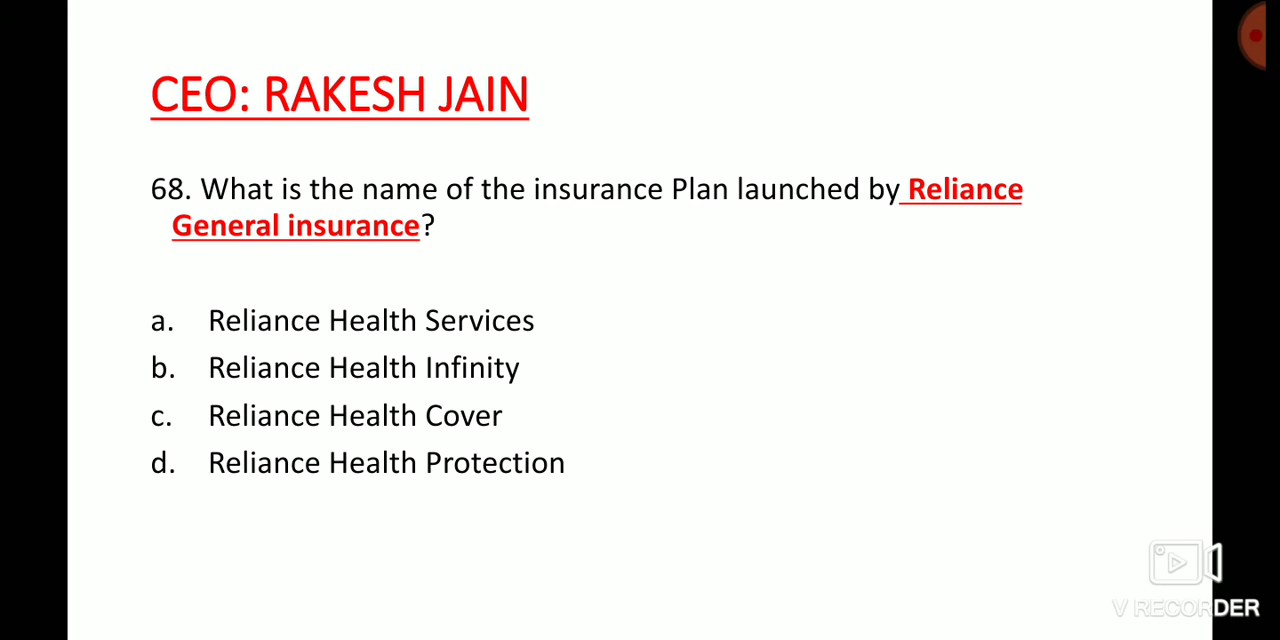 CEO: RAKESH JAIN
68. What is the name of the insurance Plan launched by Reliance
General insurance?
a. Reliance Health Services
b. Reliance Health Infinity
c. Reliance Health Cover
d. Reliance Health Protection
V RECORDER